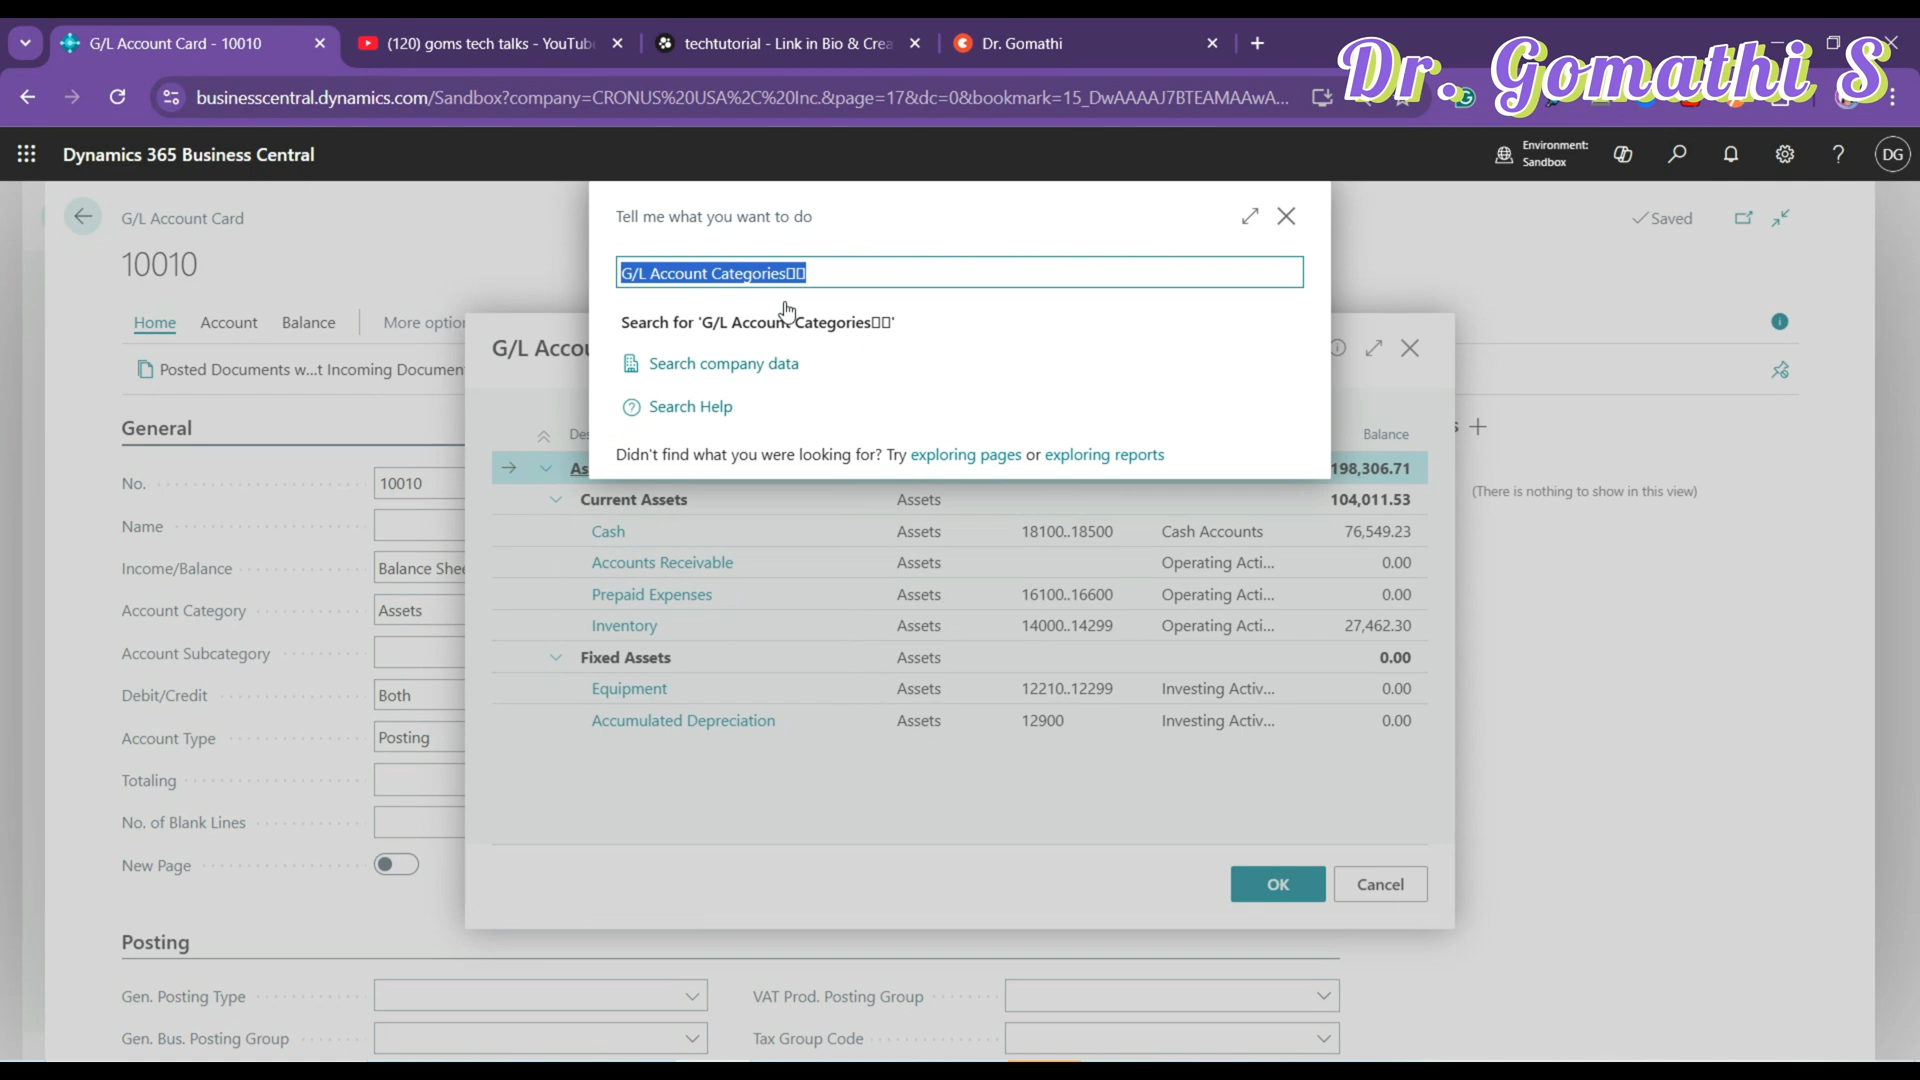 G/L Account Card - 10010
(120) goms tech talks - YouTub
techtutorial - Link in Bio & Crea
Dr. Gomathi
Dr. Gomathi S
businesscentral.dynamics.com/Sandbox?company=CRONUS%20USA%2C%20Inc.&page=17&dc=0&bookmark=15_DwAAAAJ7BTEAMAAwA...
Dynamics 365 Business Central
Environment:
Sandbox
DG
G/L Account Card
Saved
10010
Tell me what you want to do
G/L Account Categories
Search for 'G/L Account Categories'
Search company data
Search Help
Didn't find what you were looking for? Try exploring pages or exploring reports
Home
Account
Balance
More optio
Posted Documents w...t Incoming Documen
General
No.
10010
Name
Income/Balance
Balance Shee
Account Category
Assets
Account Subcategory
Debit/Credit
Both
Account Type
Posting
Totaling
No. of Blank Lines
New Page
G/L Accou
Des
Balance
As
198,306.71
Current Assets
Assets
104,011.53
Cash
Assets
18100..18500
Cash Accounts
76,549.23
Accounts Receivable
Assets
Operating Acti...
0.00
Prepaid Expenses
Assets
16100..16600
Operating Acti...
0.00
Inventory
Assets
14000..14299
Operating Acti...
27,462.30
Fixed Assets
Assets
0.00
Equipment
Assets
12210..12299
Investing Activ...
0.00
Accumulated Depreciation
Assets
12900
Investing Activ...
0.00
OK
Cancel
s
(There is nothing to show in this view)
Posting
Gen. Posting Type
VAT Prod. Posting Group
Gen. Bus. Posting Group
Tax Group Code